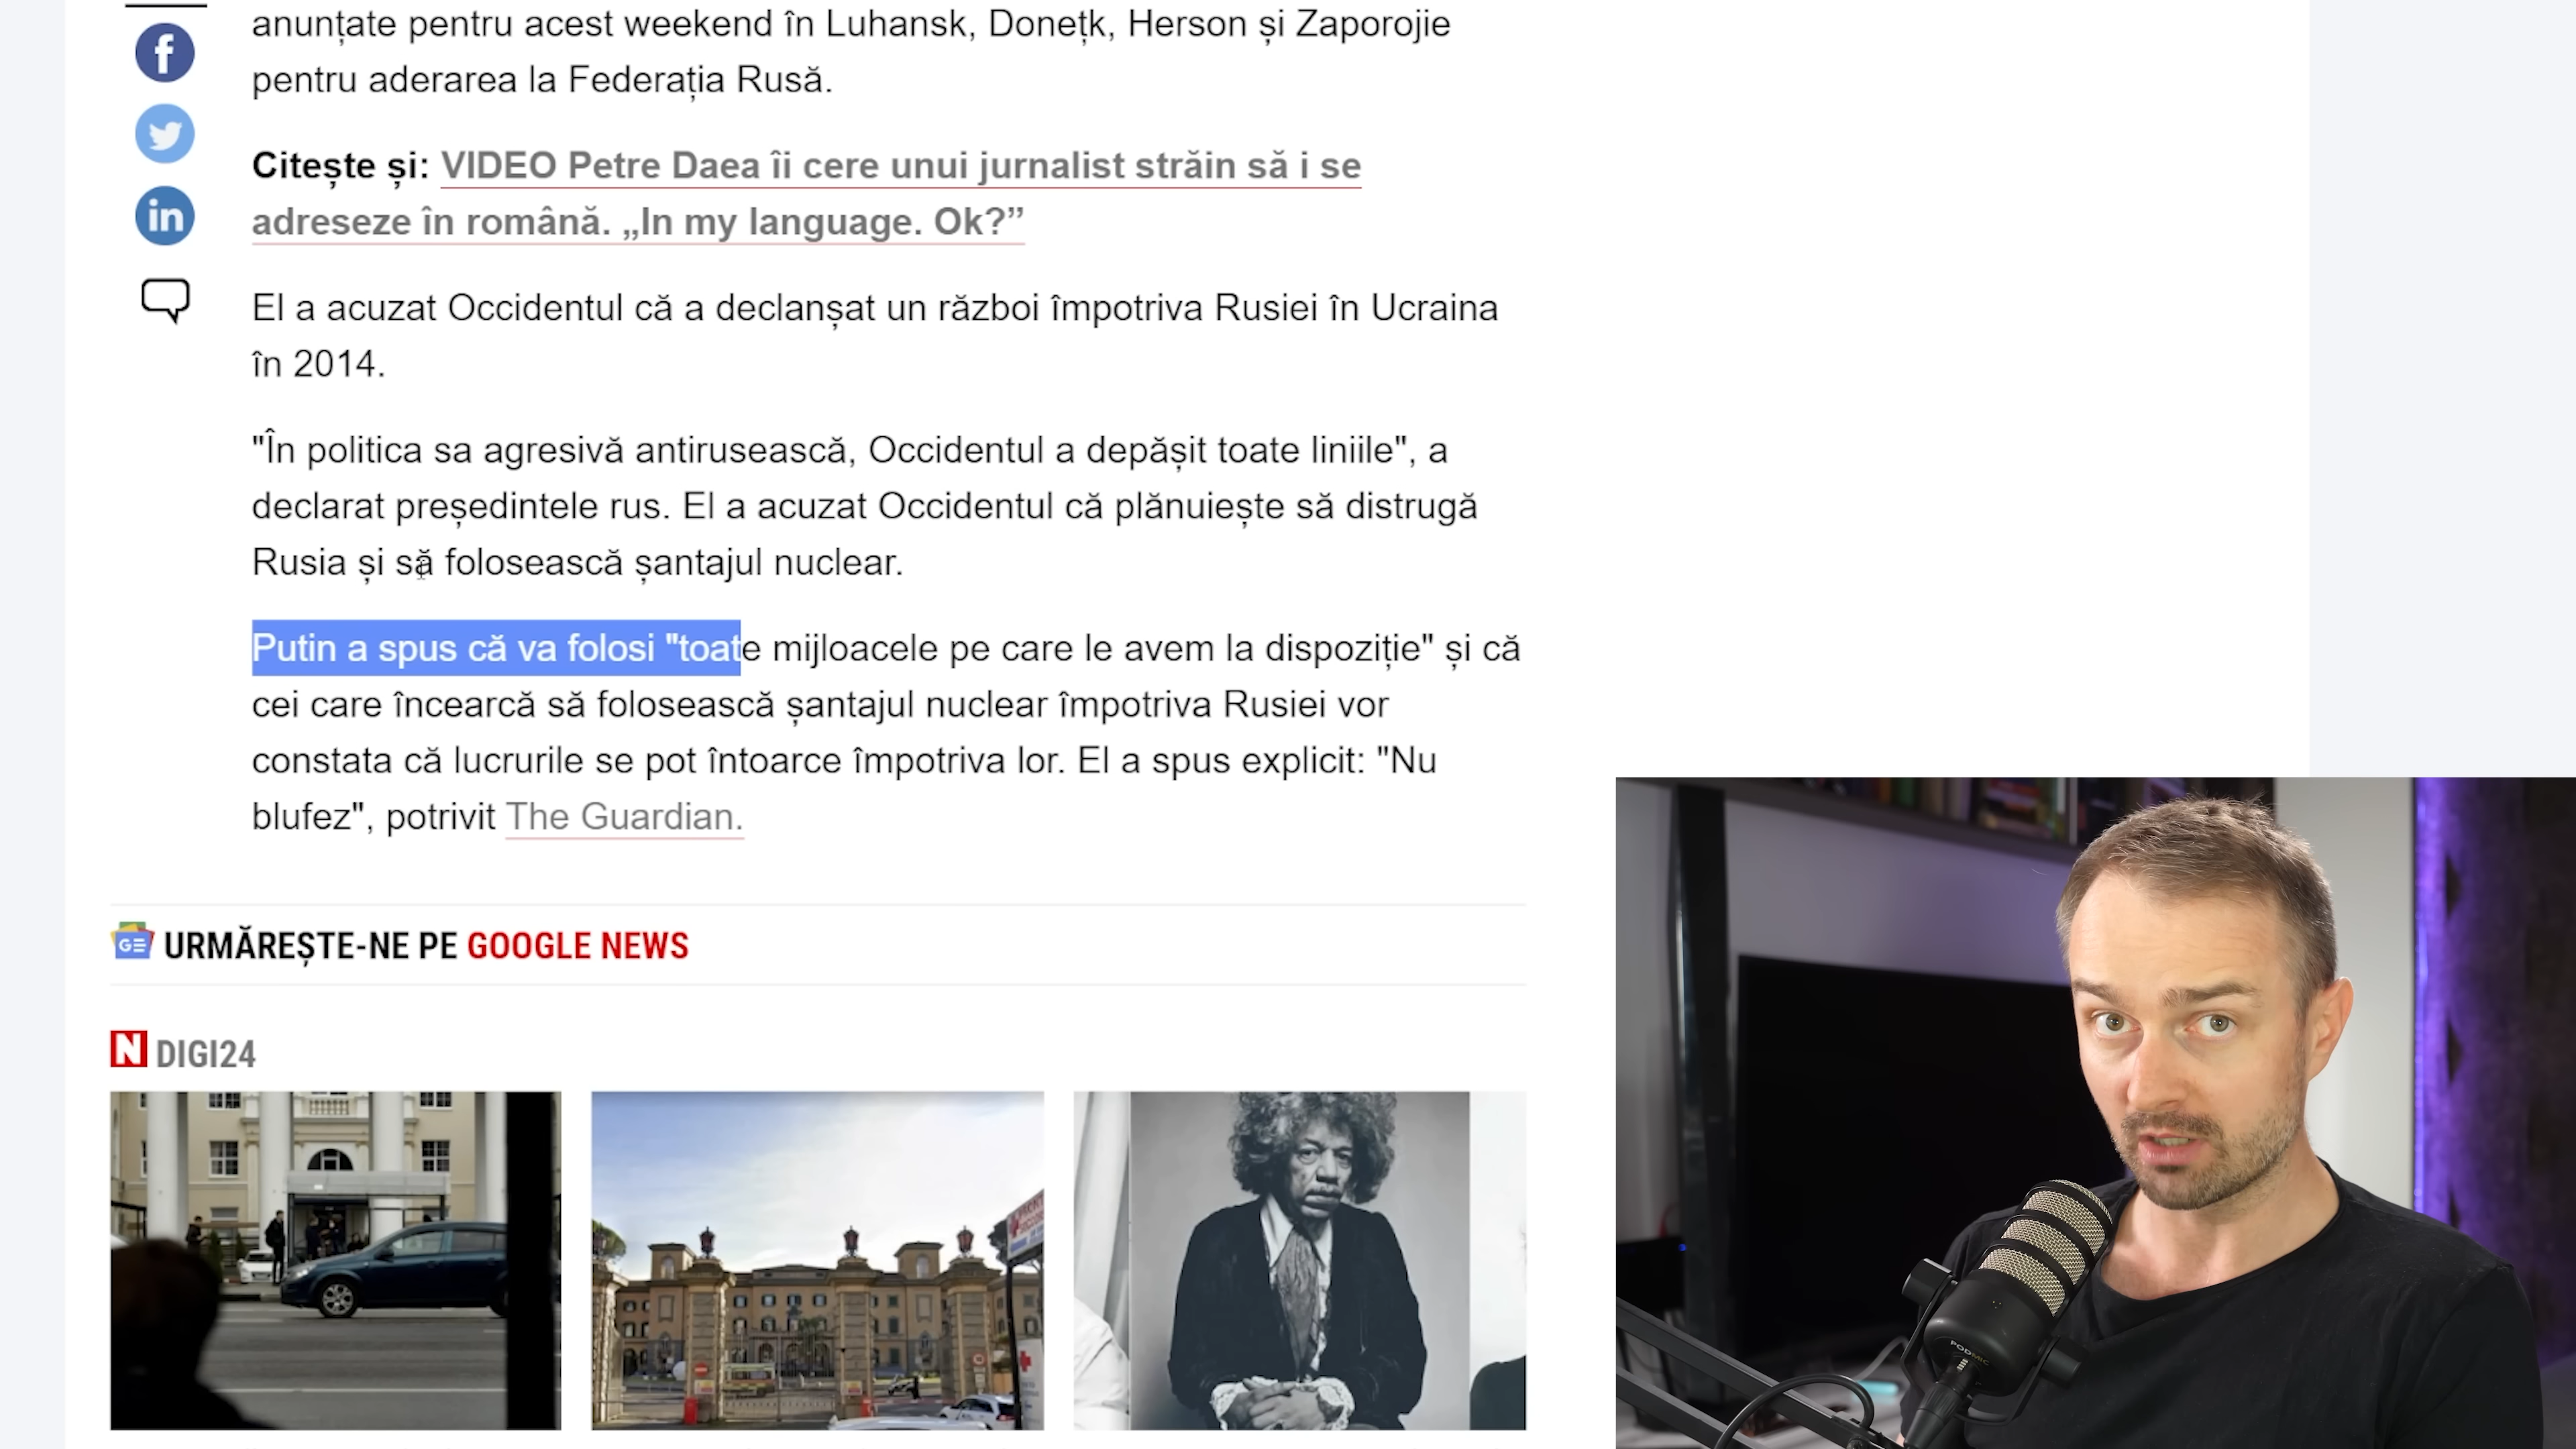 anunțate pentru acest weekend în Luhansk, Donețk, Herson și Zaporojie
pentru aderarea la Federația Rusă.
Citește și: VIDEO Petre Daea îi cere unui jurnalist străin să i se
adreseze în română. „In my language. Ok?”
El a acuzat Occidentul că a declanșat un război împotriva Rusiei în Ucraina
în 2014.
"În politica sa agresivă antirusească, Occidentul a depășit toate liniile", a
declarat președintele rus. El a acuzat Occidentul că plănuiește să distrugă
Rusia și să folosească șantajul nuclear.
Putin a spus că va folosi "toate mijloacele pe care le avem la dispoziție" și că
cei care încearcă să folosească șantajul nuclear împotriva Rusiei vor
constata că lucrurile se pot întoarce împotriva lor. El a spus explicit: "Nu
blufez", potrivit The Guardian.
URMĂREȘTE-NE PE GOOGLE NEWS
N DIGI24
PODMIC